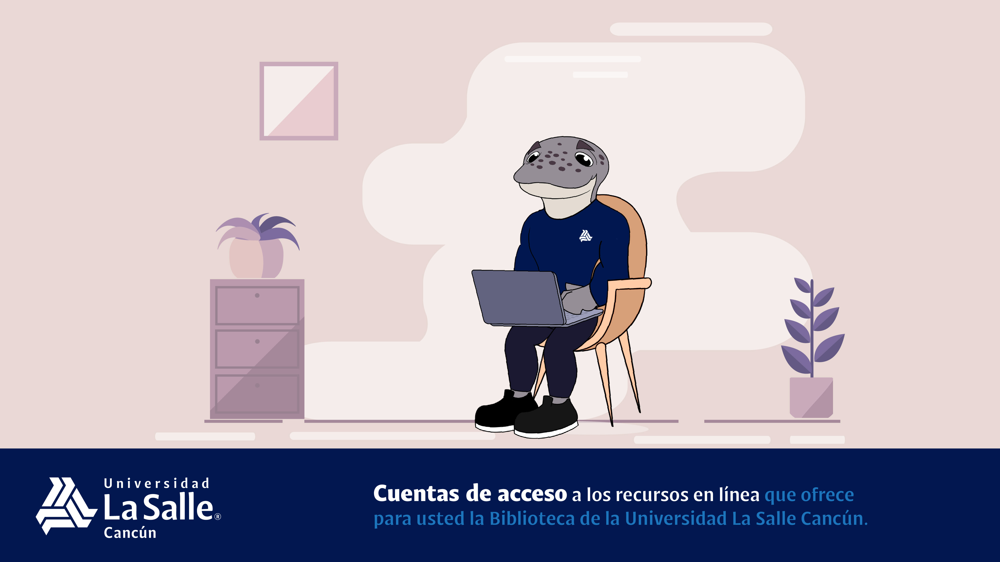 Universidad
La Salle®
Cancún
Cuentas de acceso a los recursos en línea que ofrece
para usted la Biblioteca de la Universidad La Salle Cancún.